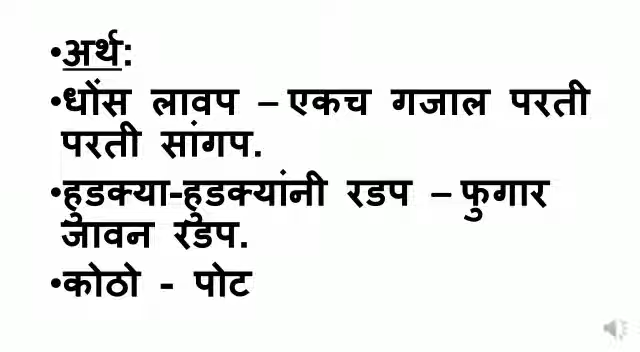 •अर्थ:
•धोंस लावप – एकच गजाल परती
परती सांगप.
•हुडक्या-हुडक्यांनी रडप – फुगार
जावन रडप.
•कोठो - पोट